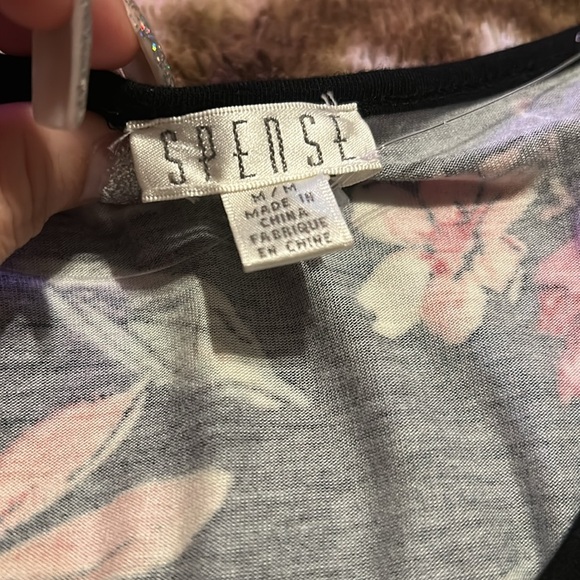 SPENSE
M / M
MADE IN
CHINA
FABRIQUE
EN CHINE